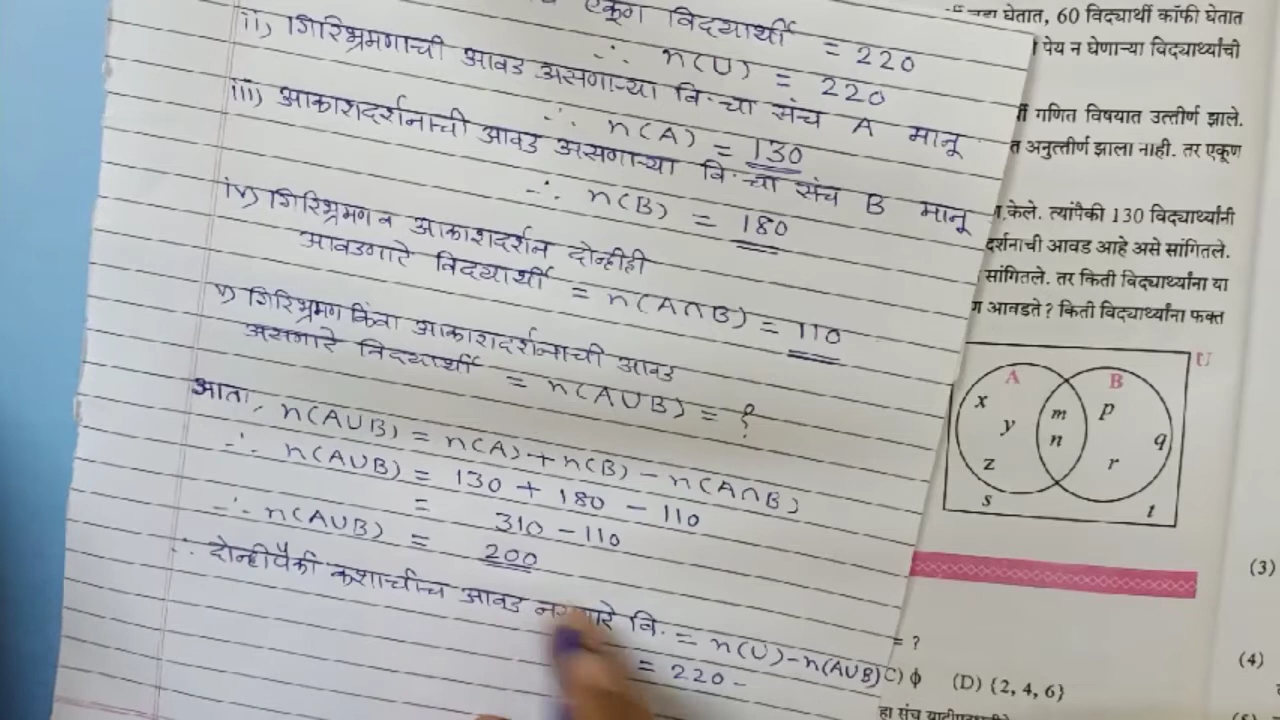 एकूण विद्यार्थी = 220
∴ n(U) = 220
ii) गिरिभ्रमणाची आवड असणाऱ्या वि.चा संच A मानू
∴ n(A) = 130
iii) आकाशदर्शनाची आवड असणाऱ्या वि.चा संच B मानू
∴ n(B) = 180
iv) गिरिभ्रमण व आकाशदर्शन दोन्हीही
आवडणारे विद्यार्थी = n(A∩B) = 110
v) गिरिभ्रमण किंवा आकाशदर्शनाची आवड
असणारे विद्यार्थी = n(A∪B) = ?
आता, n(A∪B) = n(A) + n(B) - n(A∩B)
∴ n(A∪B) = 130 + 180 - 110
= 310 - 110
∴ n(A∪B) = 200
∴ दोन्हीपैकी कशाचीच आवड नसणारे वि. = n(U) - n(A∪B)
= 220 -
घेतात, 60 विद्यार्थी कॉफी घेतात
पेय न घेणाऱ्या विद्यार्थ्यांची
गणित विषयात उत्तीर्ण झाले.
अनुत्तीर्ण झाला नाही. तर एकूण
केले. त्यांपैकी 130 विद्यार्थ्यांनी
दर्शनाची आवड आहे असे सांगितले.
सांगितले. तर किती विद्यार्थ्यांना या
आवडते ? किती विद्यार्थ्यांना फक्त
U
A B
x y z m n p q r
s t
(3)
= ?
(4)
C) ϕ (D) {2, 4, 6}
हा संच